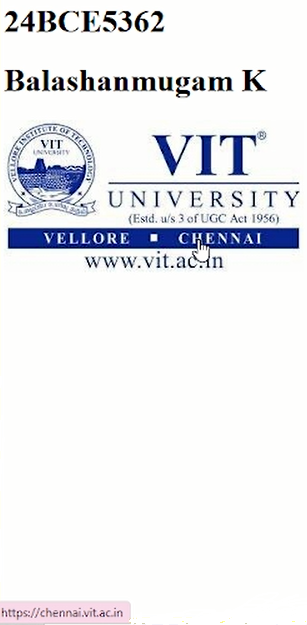 24BCE5362
Balashanmugam K
VELLORE INSTITUTE OF TECHNOLOGY
VIT
UNIVERSITY
VIT®
UNIVERSITY
(Estd. u/s 3 of UGC Act 1956)
VELLORE ■ CHENNAI
www.vit.ac.in
https://chennai.vit.ac.in